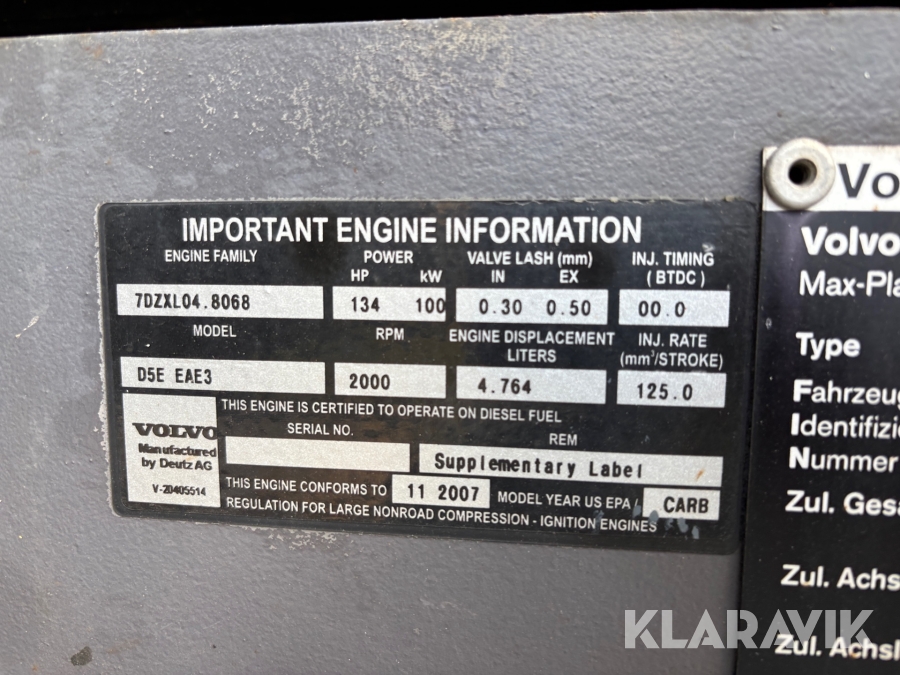 IMPORTANT ENGINE INFORMATION
ENGINE FAMILY POWER VALVE LASH (mm) INJ. TIMING
HP kW IN EX (BTDC)
7DZXL04.8068 134 100 0.30 0.50 00.0
MODEL RPM ENGINE DISPLACEMENT INJ. RATE
LITERS (mm³/STROKE)
D5E EAE3 2000 4.764 125.0
THIS ENGINE IS CERTIFIED TO OPERATE ON DIESEL FUEL
VOLVO SERIAL NO. REM
Manufactured
by Deutz AG Supplementary Label
V-20405514
THIS ENGINE CONFORMS TO 11 2007 MODEL YEAR US EPA / CARB
REGULATION FOR LARGE NONROAD COMPRESSION - IGNITION ENGINES
Vo
Volvo
Max-Pla
Type
Fahrzeug
Identifizie
Nummer
Zul. Gesa
Zul. Achs
Zul. Achsl
KLARAVIK